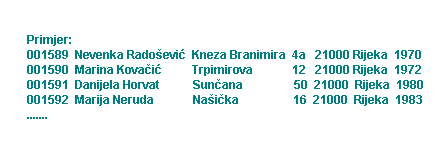 Primjer:
001589 Nevenka Radošević Kneza Branimira 4a 21000 Rijeka 1970
001590 Marina Kovačić Trpimirova 12 21000 Rijeka 1972
001591 Danijela Horvat Sunčana 50 21000 Rijeka 1980
001592 Marija Neruda Našička 16 21000 Rijeka 1983
.......